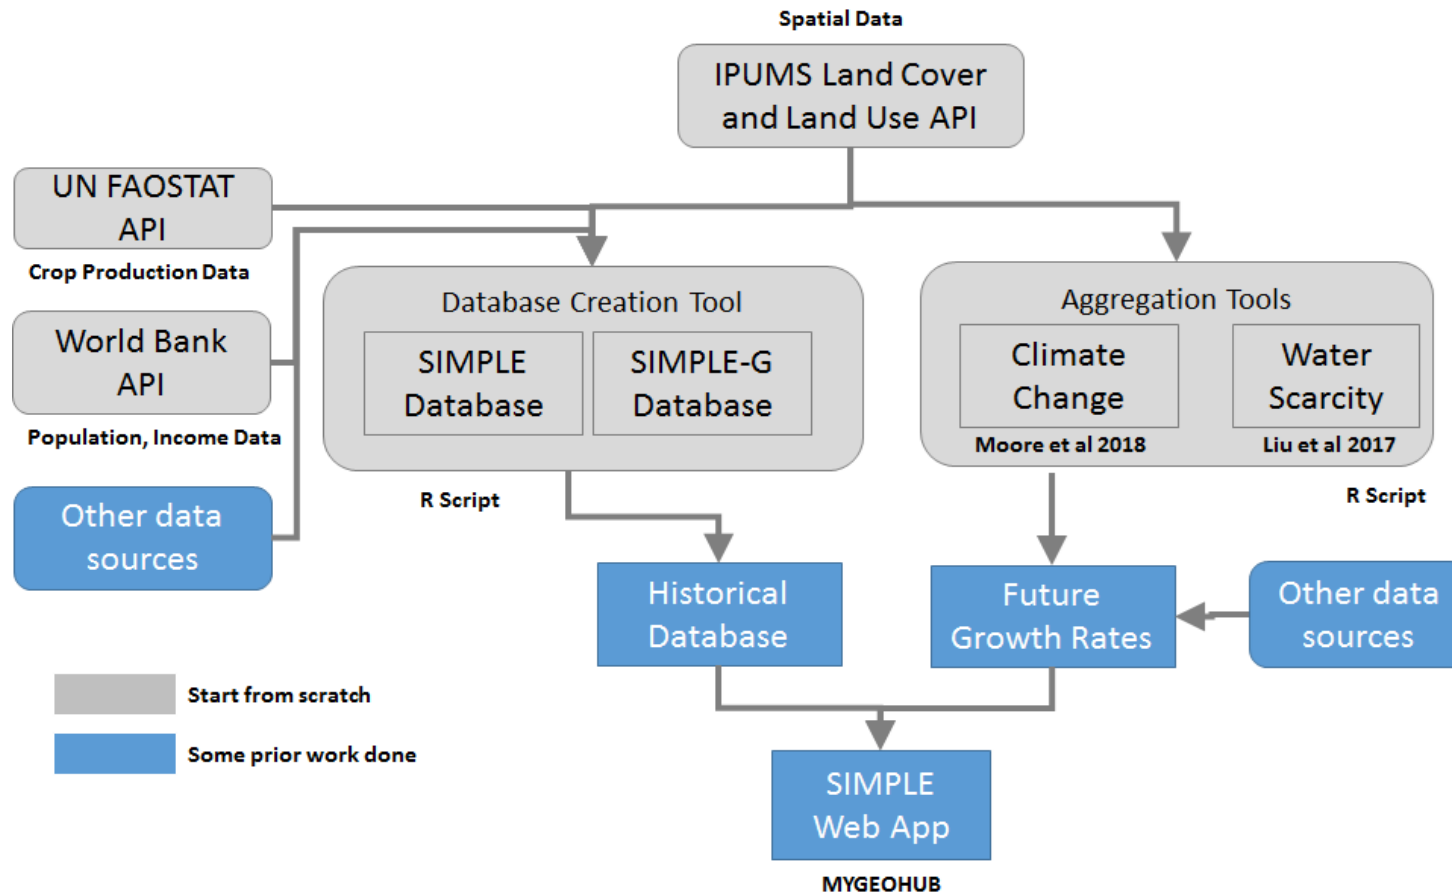 Spatial Data
IPUMS Land Cover
and Land Use API
UN FAOSTAT
API
Crop Production Data
World Bank
API
Population, Income Data
Other data
sources
Database Creation Tool
SIMPLE
Database
SIMPLE-G
Database
R Script
Aggregation Tools
Climate
Change
Moore et al 2018
Water
Scarcity
Liu et al 2017
R Script
Historical
Database
Future
Growth Rates
Other data
sources
Start from scratch
Some prior work done
SIMPLE
Web App
MYGEOHUB